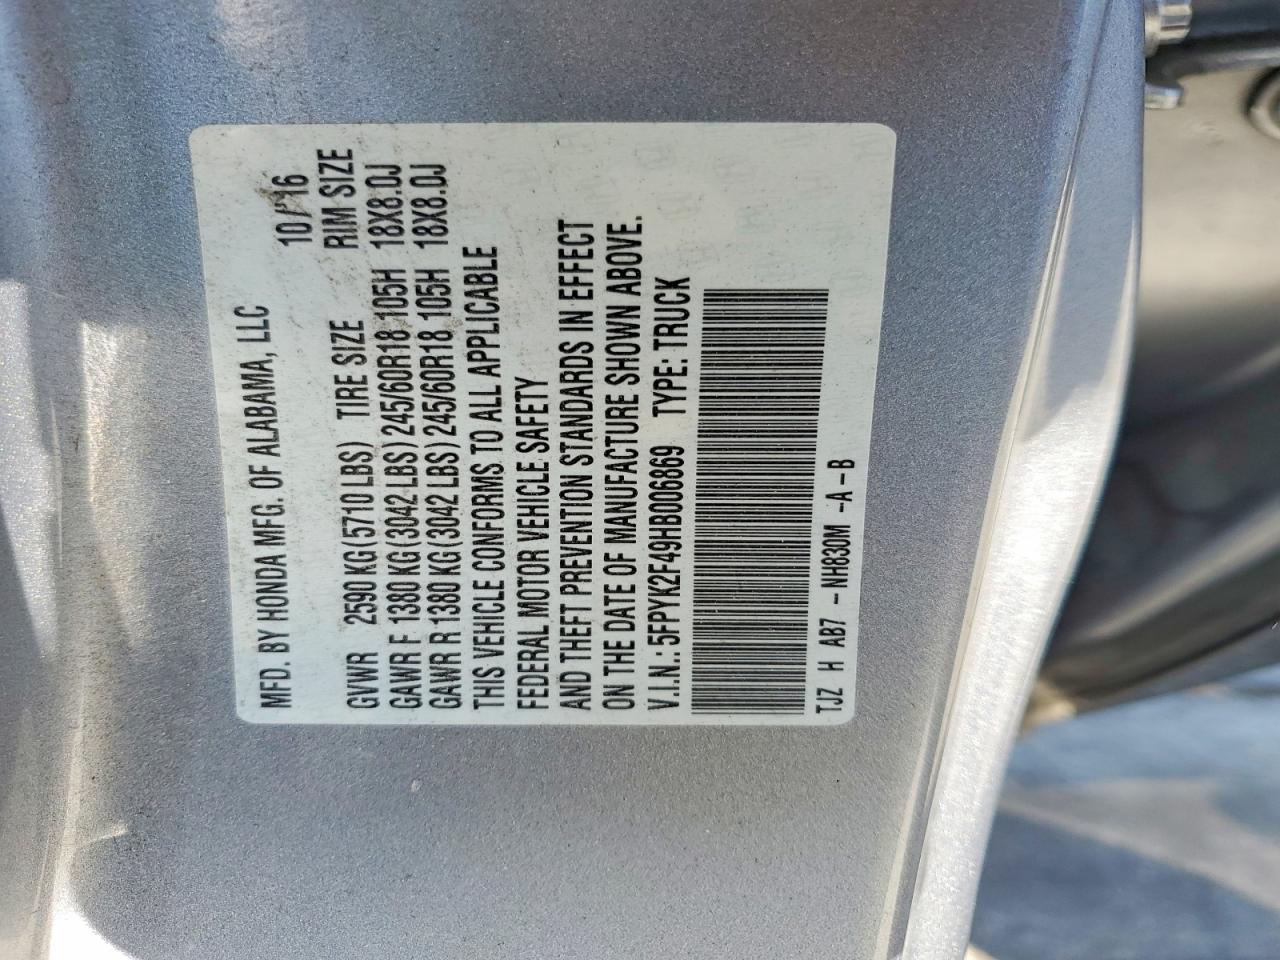 MFD. BY HONDA MFG. OF ALABAMA, LLC
10/16
GVWR 2590 KG(5710 LBS) TIRE SIZE RIM SIZE
GAWR F 1380 KG(3042 LBS)245/60R18 105H 18X8.0J
GAWR R 1380 KG(3042 LBS)245/60R18 105H 18X8.0J
THIS VEHICLE CONFORMS TO ALL APPLICABLE
FEDERAL MOTOR VEHICLE SAFETY
AND THEFT PREVENTION STANDARDS IN EFFECT
ON THE DATE OF MANUFACTURE SHOWN ABOVE.
V.I.N.:5FPYK2F49HB006869 TYPE:TRUCK
TJZ H AB7 -NH830M -A-B